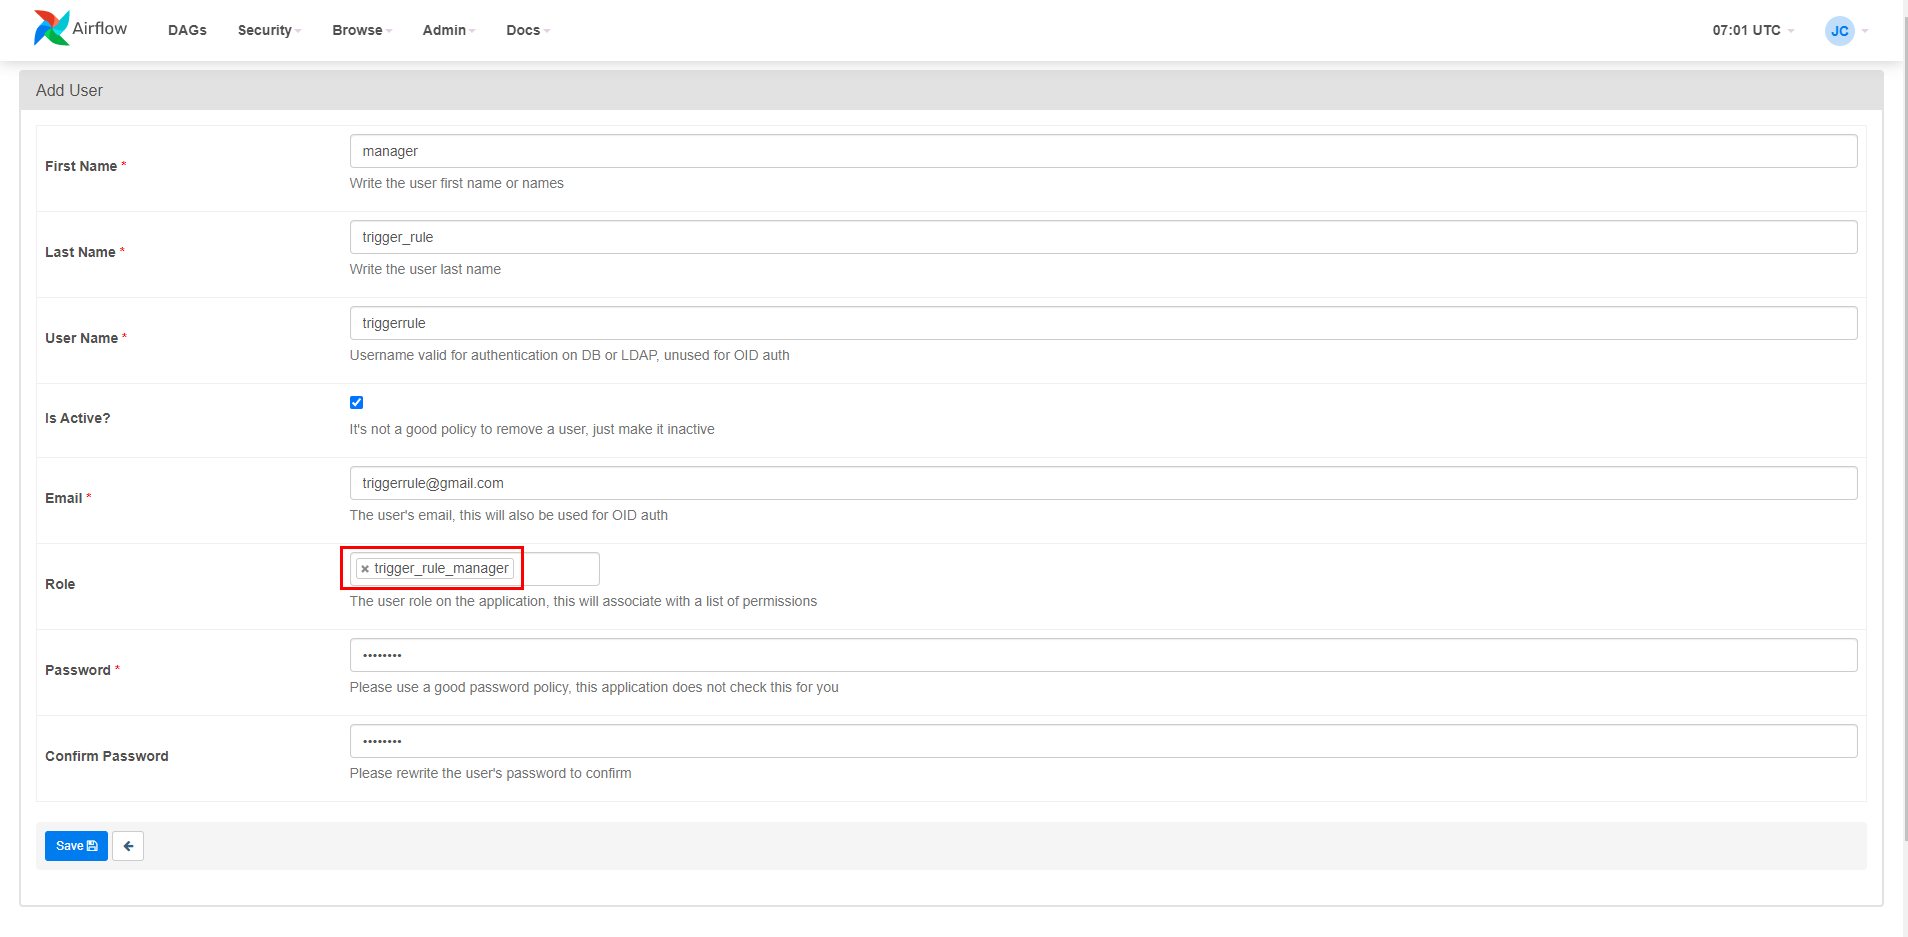 Airflow DAGs Security Browse Admin Docs 07:01 UTC JC
Add User
First Name *
manager
Write the user first name or names
Last Name *
trigger_rule
Write the user last name
User Name *
triggerrule
Username valid for authentication on DB or LDAP, unused for OID auth
Is Active?
It's not a good policy to remove a user, just make it inactive
Email *
triggerrule@gmail.com
The user's email, this will also be used for OID auth
Role
× trigger_rule_manager
The user role on the application, this will associate with a list of permissions
Password *
••••••••
Please use a good password policy, this application does not check this for you
Confirm Password
••••••••
Please rewrite the user's password to confirm
Save